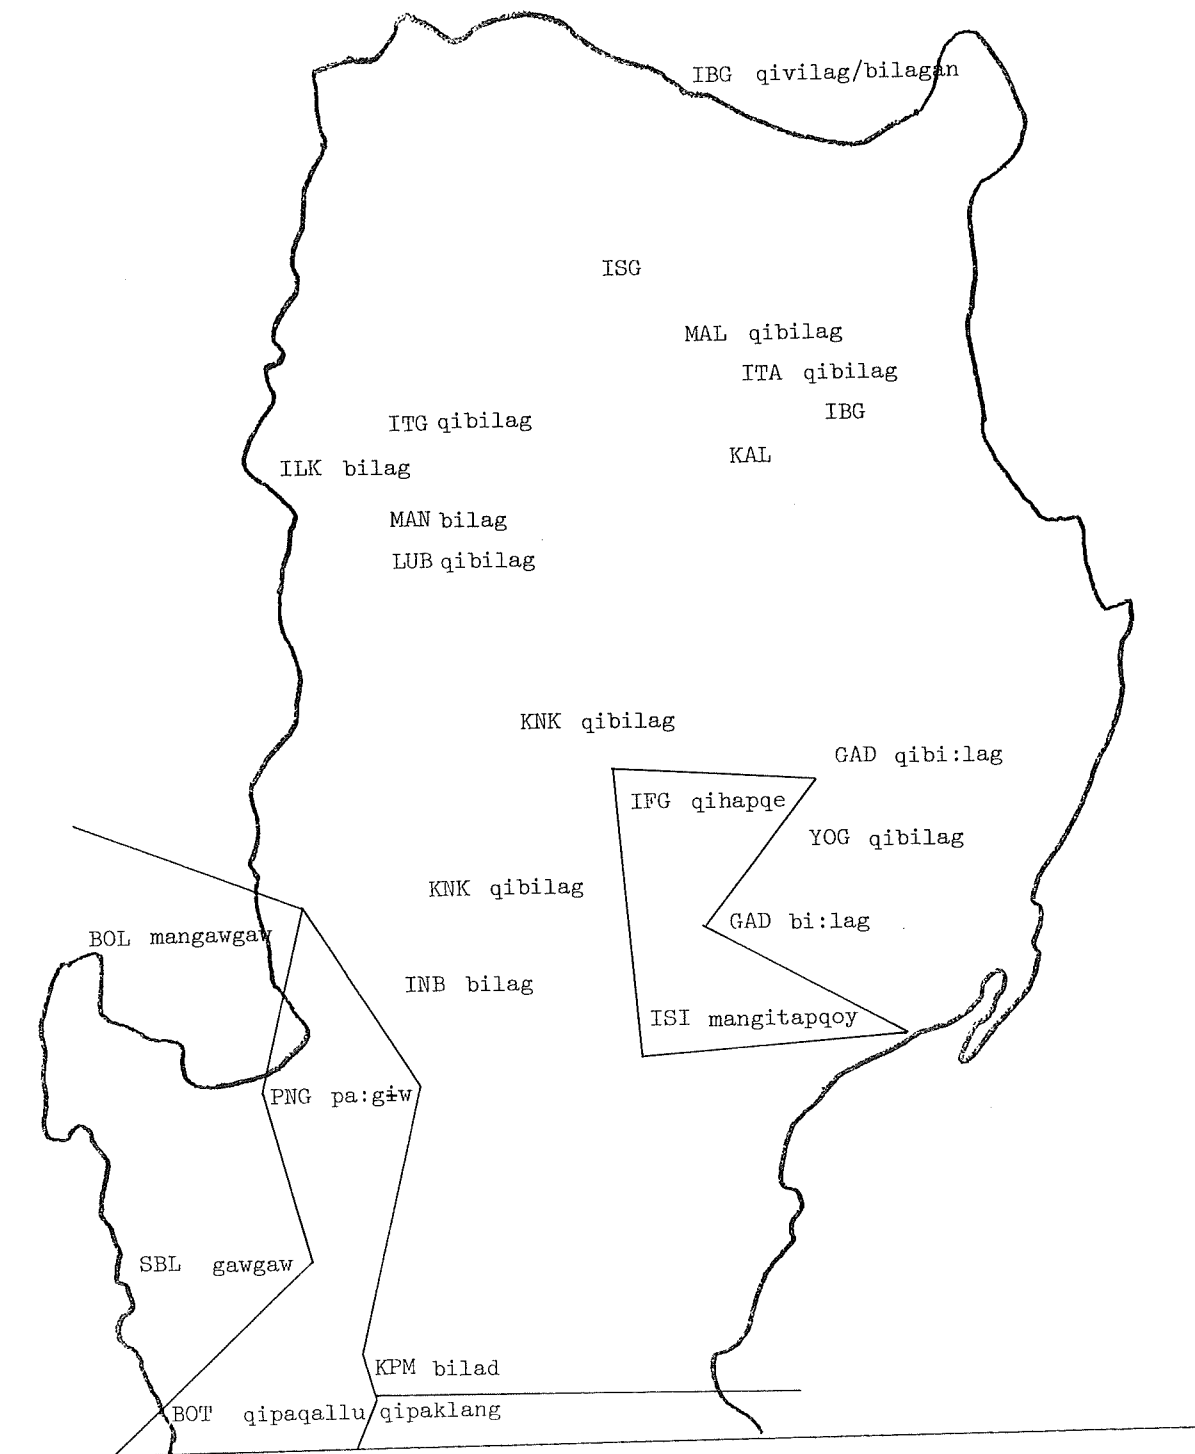 IBG qivilag/bilagan
ISG
MAL qibilag
ITA qibilag
IBG
ITG qibilag
KAL
ILK bilag
MAN bilag
LUB qibilag
KNK qibilag
GAD qibi:lag
IFG qihapqe
YOG qibilag
KNK qibilag
GAD bi:lag
BOL mangawgaw
INB bilag
ISI mangitapqoy
PNG pa:gɨw
SBL gawgaw
KPM bilad
BOT qipaqallu/qipaklang